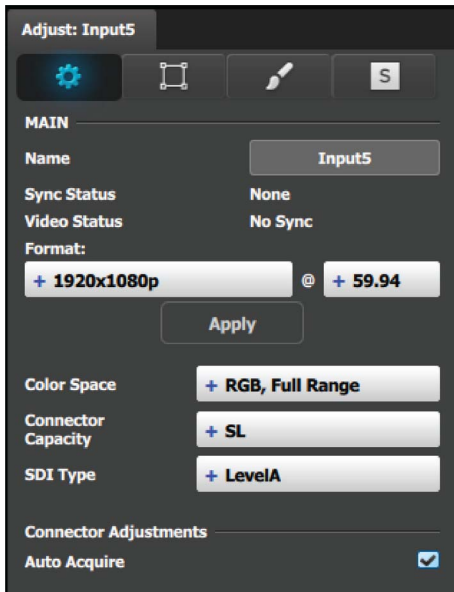 Adjust: Input5
S
MAIN
Name Input5
Sync Status None
Video Status No Sync
Format:
+ 1920x1080p @ + 59.94
Apply
Color Space + RGB, Full Range
Connector
Capacity + SL
SDI Type + LevelA
Connector Adjustments
Auto Acquire